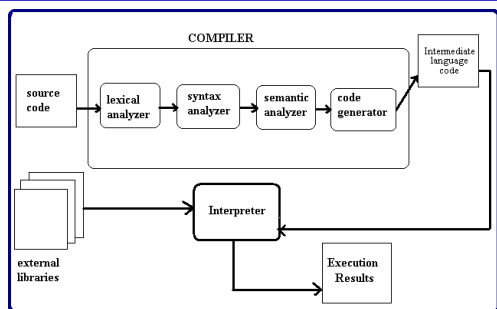 COMPILER
Intermediate
language
code
source
code
lexical
analyzer
syntax
analyzer
semantic
analyzer
code
generator
Interpreter
external
libraries
Execution
Results